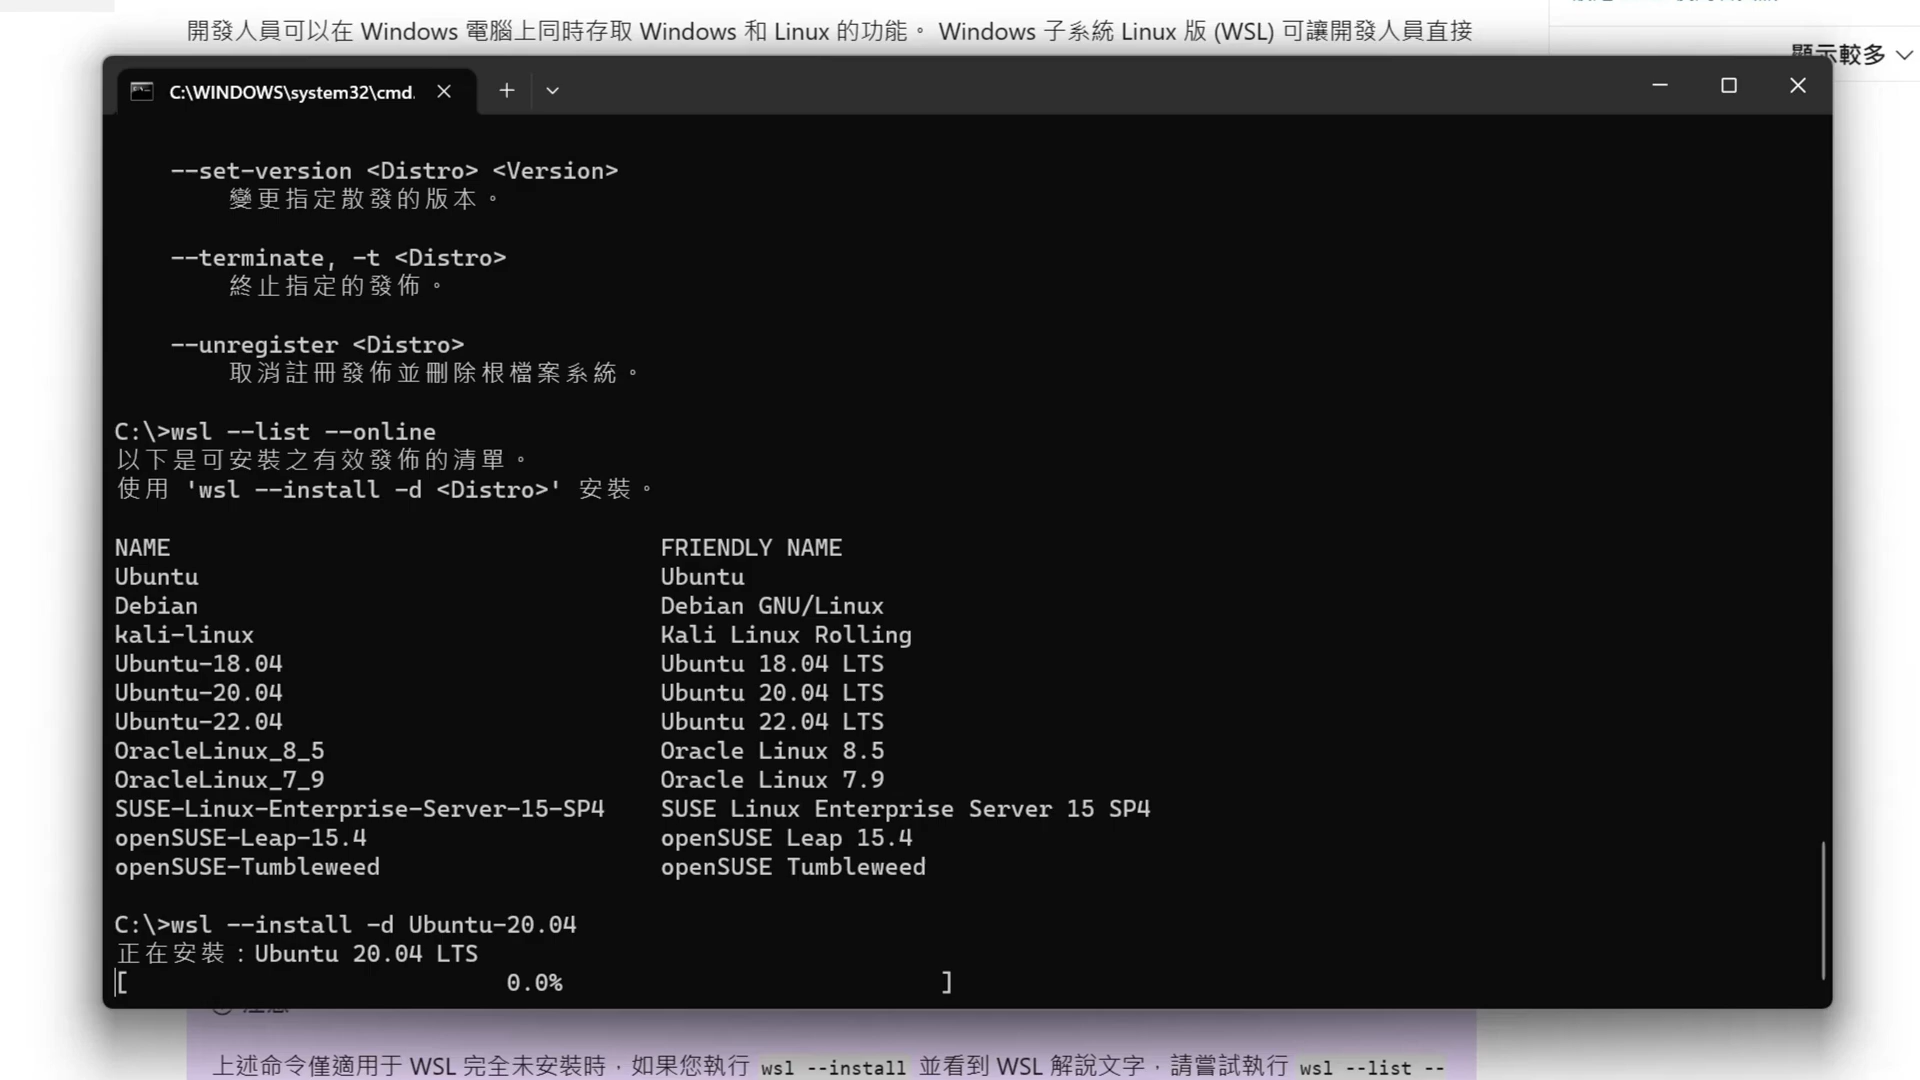 開發人員可以在 Windows 電腦上同時存取 Windows 和 Linux 的功能。 Windows 子系統 Linux 版 (WSL) 可讓開發人員直接
顯示較多
C:\WINDOWS\system32\cmd.
--set-version <Distro> <Version>
變更指定散發的版本。
--terminate, -t <Distro>
終止指定的發佈。
--unregister <Distro>
取消註冊發佈並刪除根檔案系統。
C:\>wsl --list --online
以下是可安裝之有效發佈的清單。
使用 'wsl --install -d <Distro>' 安裝。
NAME FRIENDLY NAME
Ubuntu Ubuntu
Debian Debian GNU/Linux
kali-linux Kali Linux Rolling
Ubuntu-18.04 Ubuntu 18.04 LTS
Ubuntu-20.04 Ubuntu 20.04 LTS
Ubuntu-22.04 Ubuntu 22.04 LTS
OracleLinux_8_5 Oracle Linux 8.5
OracleLinux_7_9 Oracle Linux 7.9
SUSE-Linux-Enterprise-Server-15-SP4 SUSE Linux Enterprise Server 15 SP4
openSUSE-Leap-15.4 openSUSE Leap 15.4
openSUSE-Tumbleweed openSUSE Tumbleweed
C:\>wsl --install -d Ubuntu-20.04
正在安裝：Ubuntu 20.04 LTS
[ 0.0% ]
上述命令僅適用于 WSL 完全未安裝時，如果您執行 wsl --install 並看到 WSL 解說文字，請嘗試執行 wsl --list --